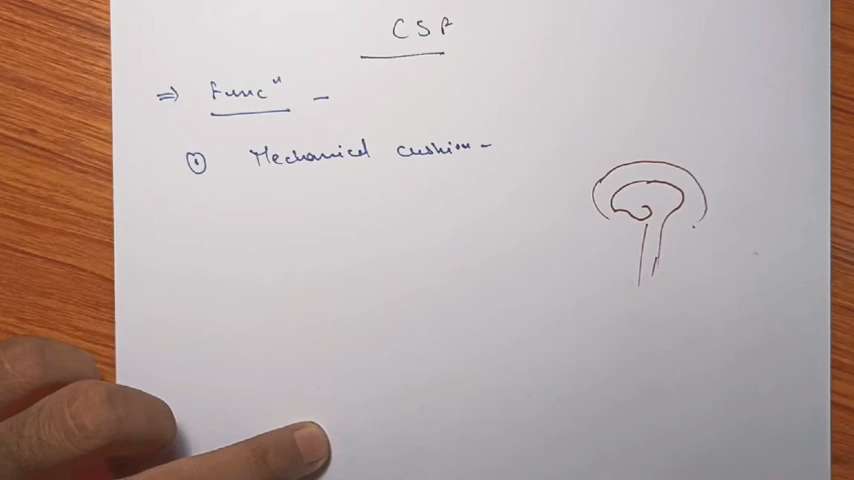 CSF
⇒ Funcⁿ -
① Mechanical cushion -